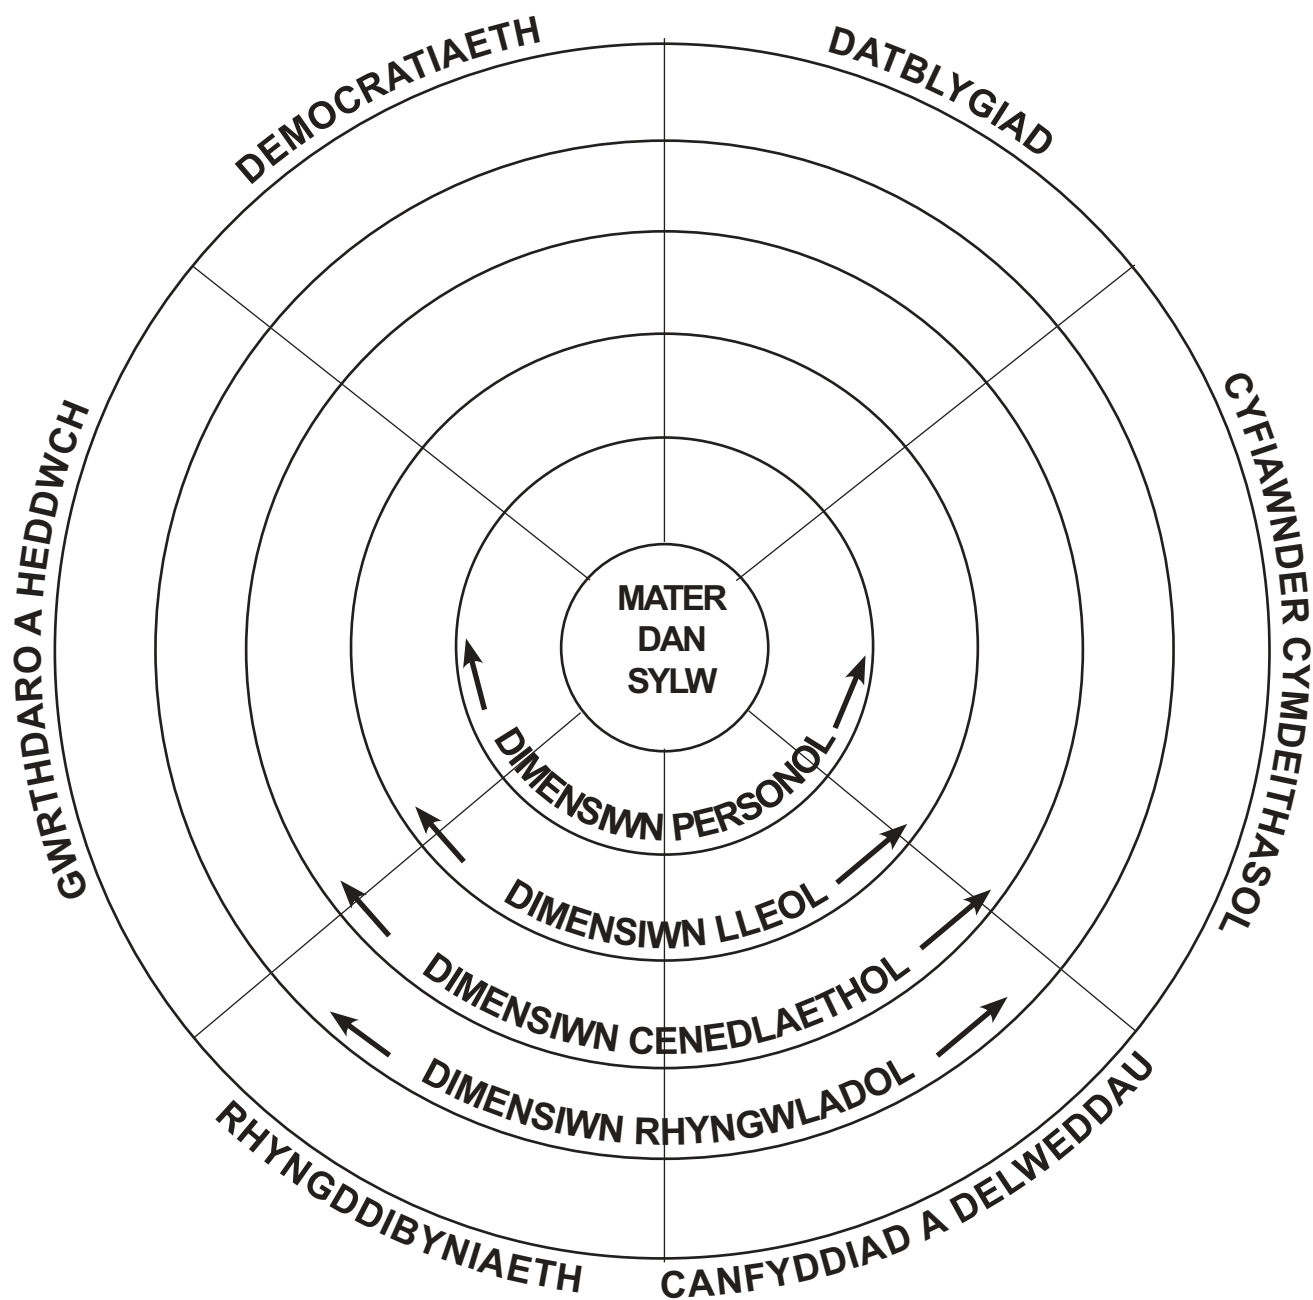 DEMOCRATIAETH
DATBLYGIAD
CYFIAWNDER CYMDEITHASOL
CANFYDDIAD A DELWEDDAU
RHYNGDDIBYNIAETH
GWRTHDARO A HEDDWCH
MATER
DAN
SYLW
DIMENSIWN PERSONOL
DIMENSIWN LLEOL
DIMENSIWN CENEDLAETHOL
DIMENSIWN RHYNGWLADOL